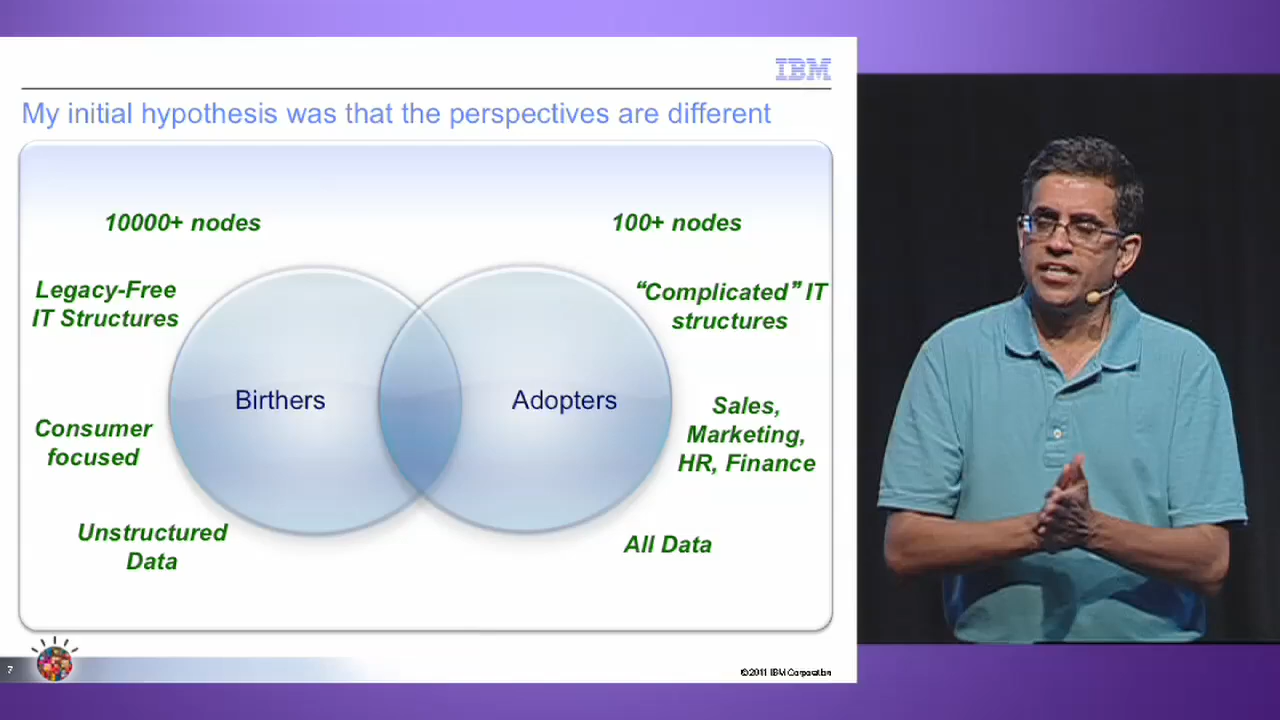 IBM
My initial hypothesis was that the perspectives are different
10000+ nodes
100+ nodes
Legacy-Free
IT Structures
“Complicated” IT
structures
Birthers
Adopters
Consumer
focused
Sales,
Marketing,
HR, Finance
Unstructured
Data
All Data
7
©2011 IBM Corporation